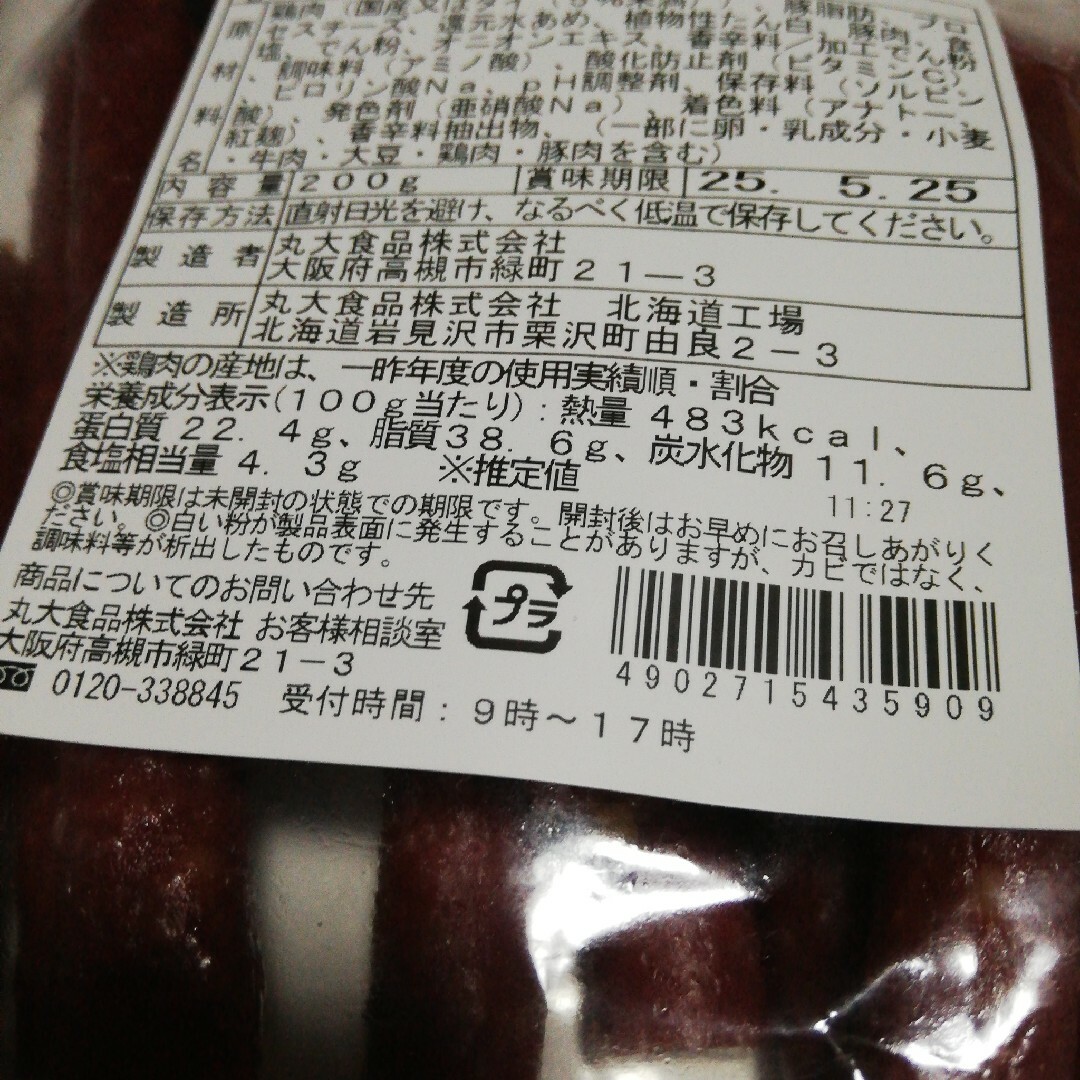 鶏肉(国産又はタイ
豚脂肪、肉
セス
チーズ、還元水あめ、植物性たん白、豚
塩、でん粉、オニオンエキス、香辛料/加
調味料(アミノ酸)、酸化防止剤(ビタミンC)、
ピロリン酸Na、pH調整剤、保存料(ソルビン
酸)、発色剤(亜硝酸Na)、着色料(アナトー、
紅麹)、香辛料抽出物、(一部に卵・乳成分・小麦
・牛肉・大豆・鶏肉・豚肉を含む)
原材料名
内容量 200g 賞味期限 25. 5.25
保存方法 直射日光を避け、なるべく低温で保存してください。
製造者 丸大食品株式会社
大阪府高槻市緑町21-3
製造所 丸大食品株式会社 北海道工場
北海道岩見沢市栗沢町由良2-3
※鶏肉の産地は、一昨年度の使用実績順・割合
栄養成分表示(100g当たり):熱量 483kcal、
蛋白質 22.4g、脂質38.6g、炭水化物 11.6g、
食塩相当量 4.3g ※推定値
11:27
◎賞味期限は未開封の状態での期限です。開封後はお早めにお召しあがりく
ださい。◎白い粉が製品表面に発生することがありますが、カビではなく、
調味料等が析出したものです。
商品についてのお問い合わせ先
丸大食品株式会社 お客様相談室
大阪府高槻市緑町21-3
0120-338845 受付時間:9時~17時
プラ
4902715435909